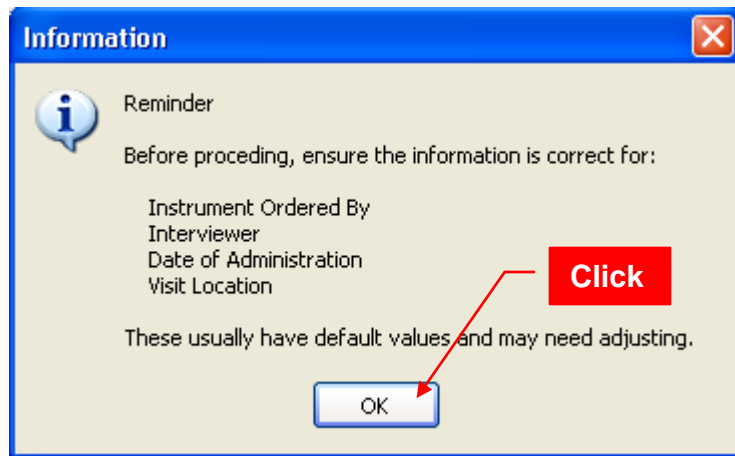 Information
Reminder
Before proceding, ensure the information is correct for:
Instrument Ordered By
Interviewer
Date of Administration
Visit Location
Click
These usually have default values and may need adjusting.
OK